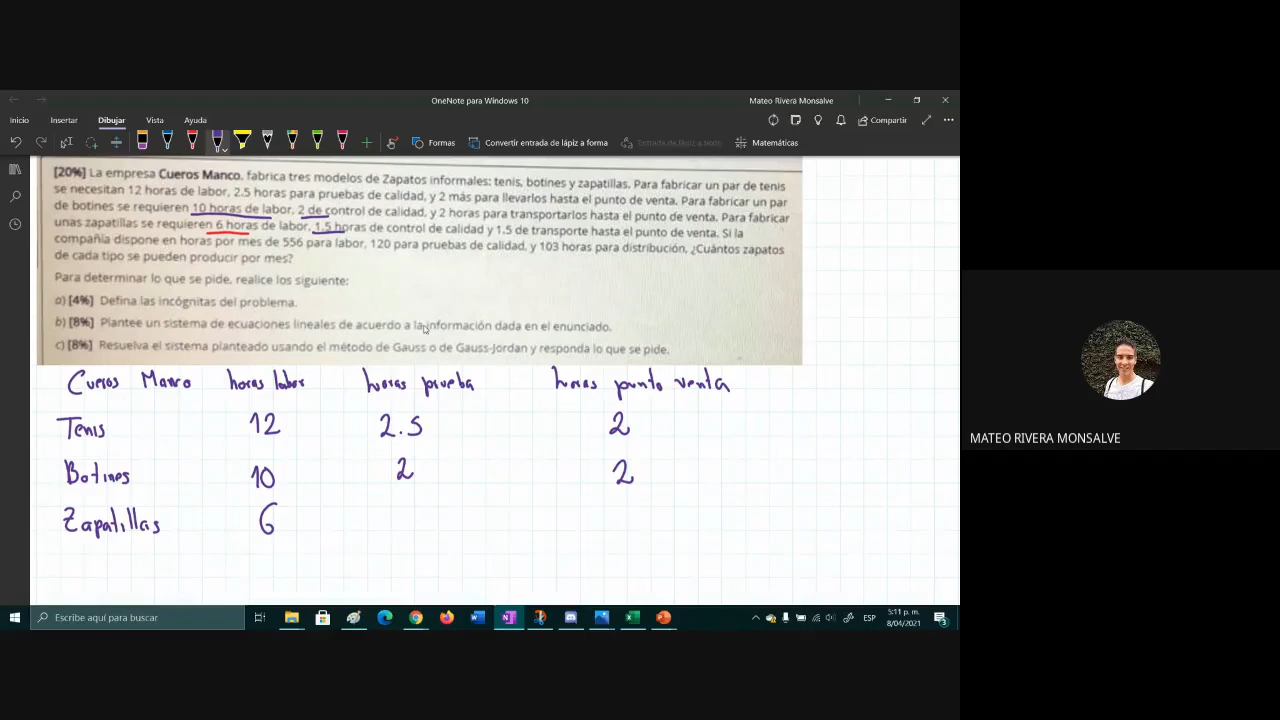 OneNote para Windows 10
Mateo Rivera Monsalve
Inicio Insertar Dibujar Vista Ayuda
Compartir
Formas Convertir entrada de lápiz a forma Entrada de lápiz a texto Matemáticas
[20%] La empresa Cueros Manco, fabrica tres modelos de Zapatos informales: tenis, botines y zapatillas. Para fabricar un par de tenis
se necesitan 12 horas de labor, 2.5 horas para pruebas de calidad, y 2 más para llevarlos hasta el punto de venta. Para fabricar un par
de botines se requieren 10 horas de labor, 2 de control de calidad, y 2 horas para transportarlos hasta el punto de venta. Para fabricar
unas zapatillas se requieren 6 horas de labor, 1.5 horas de control de calidad y 1.5 de transporte hasta el punto de venta. Si la
compañía dispone en horas por mes de 556 para labor, 120 para pruebas de calidad, y 103 horas para distribución, ¿Cuántos zapatos
de cada tipo se pueden producir por mes?
Para determinar lo que se pide, realice los siguiente:
a) [4%] Defina las incógnitas del problema.
b) [8%] Plantee un sistema de ecuaciones lineales de acuerdo a la información dada en el enunciado.
c) [8%] Resuelva el sistema planteado usando el método de Gauss o de Gauss-Jordan y responda lo que se pide.
Cueros Manco horas labor horas prueba horas punto venta
Tenis 12 2.5 2
Botines 10 2 2
Zapatillas 6
MATEO RIVERA MONSALVE
Escribe aquí para buscar
ESP
5:11 p. m.
8/04/2021
3